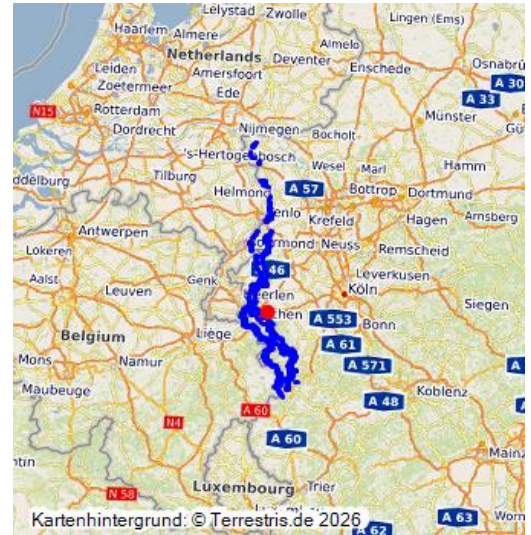 Lelystad Zwolle
Lingen (Ems)
Haarlem Almere
Netherlands
Almelo
Osnabrü
Leiden
Deventer
Enschede
A 30
Amersfoort
Zoetermeer
Ede
A 33
N15
Rotterdam
Münster
Dordrecht
Nijmegen
Bocholt
Gü
's-Hertogenbosch
ddelburg
Tilburg
Wesel
Marl
Hamm
Helmond
A 57
Bottrop
Dortmund
Antwerpen
Venlo
Krefeld
Hagen
Arnsberg
Lokeren
Roermond
Neuss
Remscheid
Genk
A 46
Leverkusen
Aalst
Leuven
Heerlen
Köln
Siegen
Belgium
Liège
Aachen
A 553
Bonn
Mons
Namur
A 61
Maubeuge
A 571
A 48
Koblenz
A 60
N4
A 60
ntin
Mainz
N 58
Trier
Luxembourg
Worn
Kartenhintergrund: © Terrestris.de 2026
A 62
A 63